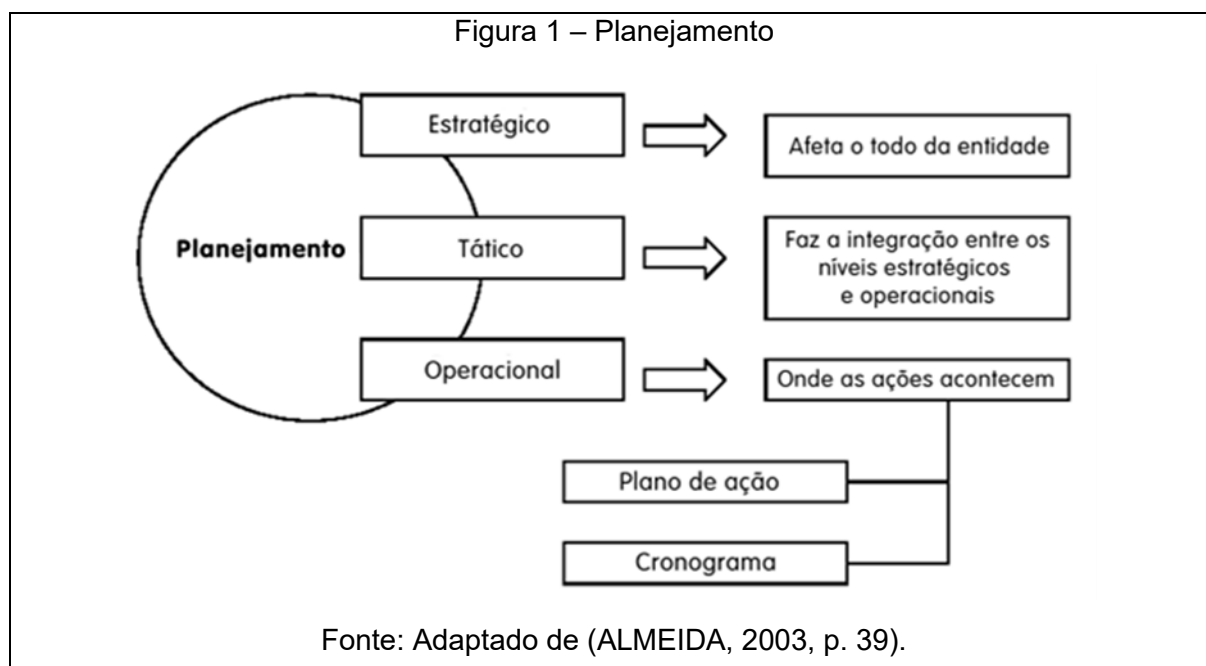 Figura 1 – Planejamento
Estratégico
Afeta o todo da entidade
Planejamento
Tático
Faz a integração entre os
níveis estratégicos
e operacionais
Operacional
Onde as ações acontecem
Plano de ação
Cronograma
Fonte: Adaptado de (ALMEIDA, 2003, p. 39).